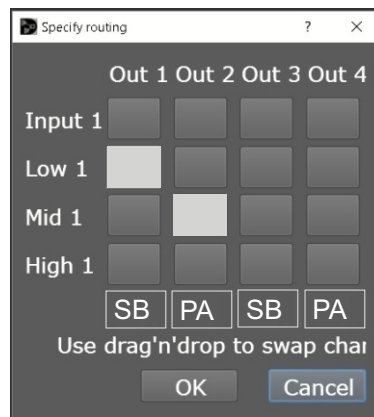 Specify routing ? ×
Out 1 Out 2 Out 3 Out 4
Input 1
Low 1
Mid 1
High 1
SB PA SB PA
Use drag'n'drop to swap char
OK Cancel